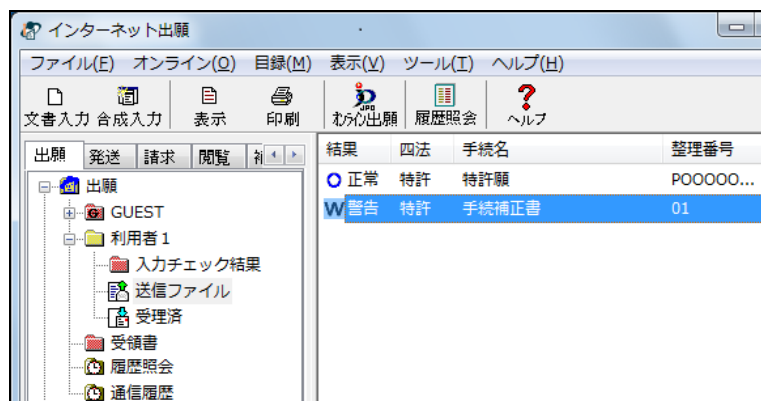 インターネット出願
ファイル(F) オンライン(O) 目録(M) 表示(V) ツール(T) ヘルプ(H)
文書入力 合成入力 表示 印刷 オンライン出願 履歴照会 ヘルプ
出願 発送 請求 閲覧
結果 四法 手続名 整理番号
正常 特許 特許願 P00000...
W 警告 特許 手続補正書 01
出願
GUEST
利用者1
入力チェック結果
送信ファイル
受理済
受領書
履歴照会
通信履歴